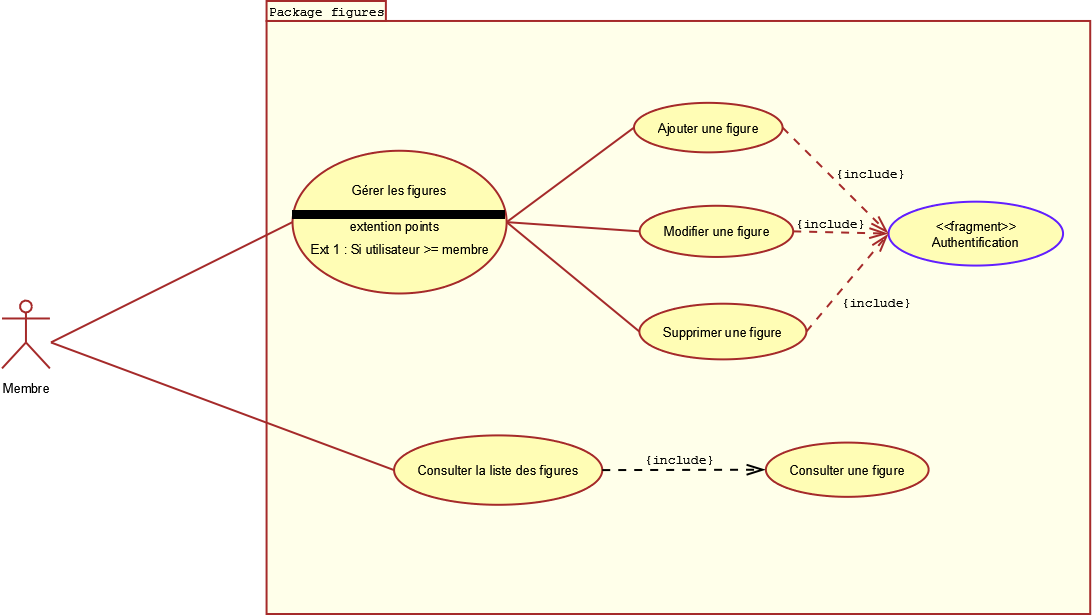 Package figures
Ajouter une figure
{include}
Gérer les figures
extention points
Ext 1 : Si utilisateur >= membre
Modifier une figure
{include}
<<fragment>>
Authentification
Supprimer une figure
{include}
Membre
Consulter la liste des figures
{include}
Consulter une figure